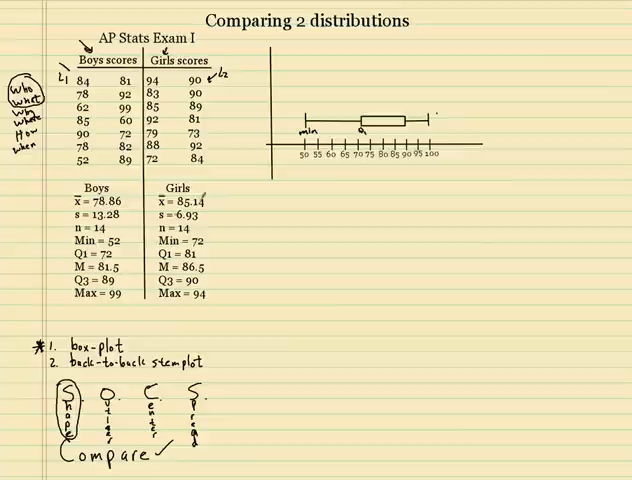 Comparing 2 distributions
AP Stats Exam I
Boys scores Girls scores
L1 84 81 94 90 L2
78 92 83 90
62 99 85 89
85 60 92 81
90 72 79 73
78 82 88 92
52 89 72 84
who
what
why
where
How
when
min Q1
50 55 60 65 70 75 80 85 90 95 100
Boys Girls
x̄ = 78.86 x̄ = 85.14
s = 13.28 s = 6.93
n = 14 n = 14
Min = 52 Min = 72
Q1 = 72 Q1 = 81
M = 81.5 M = 86.5
Q3 = 89 Q3 = 90
Max = 99 Max = 94
* 1. box-plot
2. back-to-back stemplot
Shape Outlier Center Spread
Compare ✓